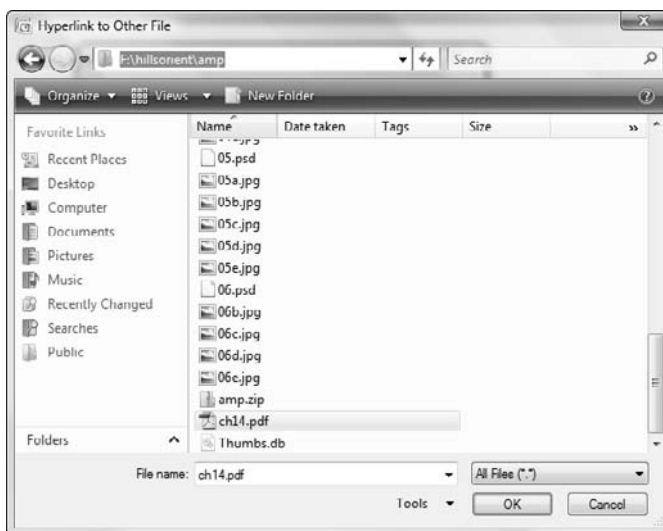 Hyperlink to Other File
F:\hillsorient\amp
Search
Organize Views New Folder
Favorite Links
Recent Places
Desktop
Computer
Documents
Pictures
Music
Recently Changed
Searches
Public
Folders
Name Date taken Tags Size »
05.psd
05a.jpg
05b.jpg
05c.jpg
05d.jpg
05e.jpg
06.psd
06b.jpg
06c.jpg
06d.jpg
06e.jpg
amp.zip
ch14.pdf
Thumbs.db
File name: ch14.pdf
All Files (*.*)
Tools OK Cancel